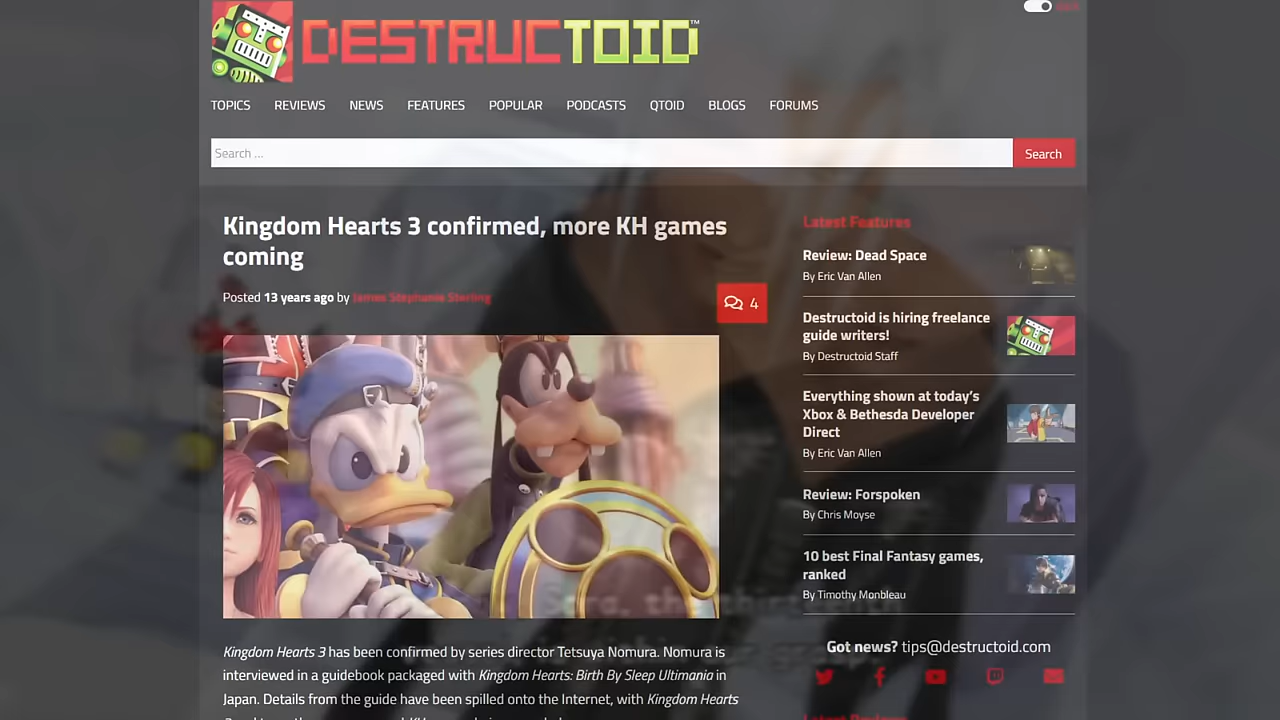 DESTRUCTOID™
TOPICS REVIEWS NEWS FEATURES POPULAR PODCASTS QTOID BLOGS FORUMS
Search ...
Search
Kingdom Hearts 3 confirmed, more KH games
coming
Posted 13 years ago by James Stephanie Sterling
4
Kingdom Hearts 3 has been confirmed by series director Tetsuya Nomura. Nomura is
interviewed in a guidebook packaged with Kingdom Hearts: Birth By Sleep Ultimania in
Japan. Details from the guide have been spilled onto the Internet, with Kingdom Hearts
Latest Features
Review: Dead Space
By Eric Van Allen
Destructoid is hiring freelance
guide writers!
By Destructoid Staff
Everything shown at today's
Xbox & Bethesda Developer
Direct
By Eric Van Allen
Review: Forspoken
By Chris Moyse
10 best Final Fantasy games,
ranked
By Timothy Monbleau
Got news? tips@destructoid.com
Latest Reviews
Sora, the thirteenth